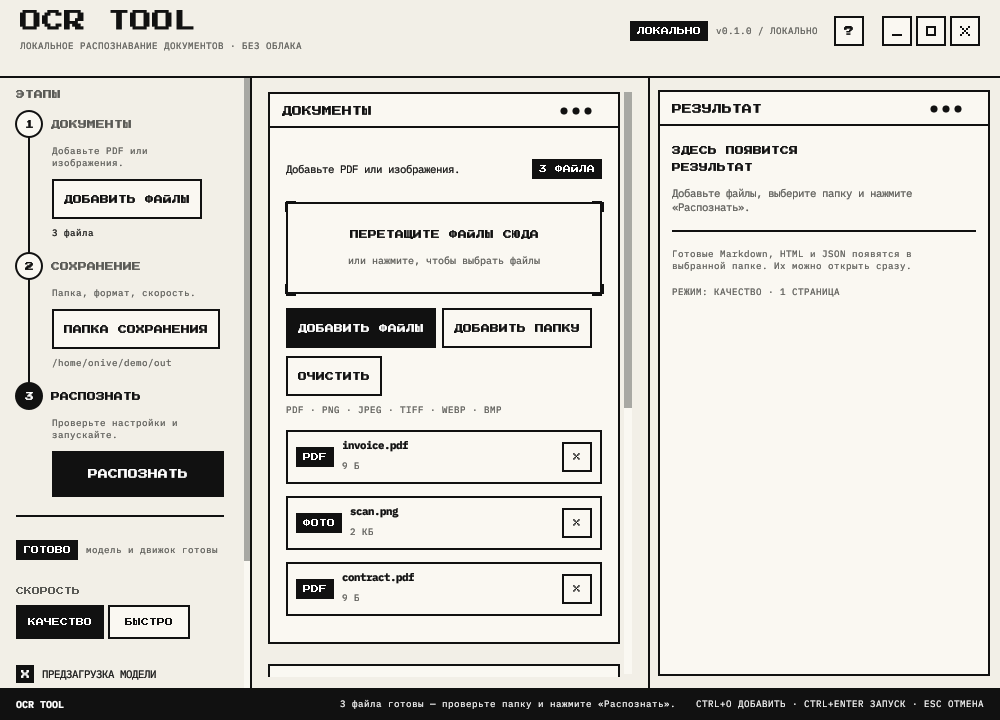 OCR TOOL
ЛОКАЛЬНОЕ РАСПОЗНАВАНИЕ ДОКУМЕНТОВ · БЕЗ ОБЛАКА
ЛОКАЛЬНО v0.1.0 / ЛОКАЛЬНО ?
ЭТАПЫ
1 ДОКУМЕНТЫ
Добавьте PDF или
изображения.
ДОБАВИТЬ ФАЙЛЫ
3 файла
2 СОХРАНЕНИЕ
Папка, формат, скорость.
ПАПКА СОХРАНЕНИЯ
/home/onive/demo/out
3 РАСПОЗНАТЬ
Проверьте настройки и
запускайте.
РАСПОЗНАТЬ
ГОТОВО модель и движок готовы
СКОРОСТЬ
КАЧЕСТВО БЫСТРО
ПРЕДЗАГРУЗКА МОДЕЛИ
ДОКУМЕНТЫ
Добавьте PDF или изображения. 3 ФАЙЛА
ПЕРЕТАЩИТЕ ФАЙЛЫ СЮДА
или нажмите, чтобы выбрать файлы
ДОБАВИТЬ ФАЙЛЫ ДОБАВИТЬ ПАПКУ
ОЧИСТИТЬ
PDF · PNG · JPEG · TIFF · WEBP · BMP
PDF invoice.pdf
9 Б
ФОТО scan.png
2 КБ
PDF contract.pdf
9 Б
РЕЗУЛЬТАТ
ЗДЕСЬ ПОЯВИТСЯ
РЕЗУЛЬТАТ
Добавьте файлы, выберите папку и нажмите
«Распознать».
Готовые Markdown, HTML и JSON появятся в
выбранной папке. Их можно открыть сразу.
РЕЖИМ: КАЧЕСТВО · 1 СТРАНИЦА
OCR TOOL 3 файла готовы — проверьте папку и нажмите «Распознать». CTRL+O ДОБАВИТЬ · CTRL+ENTER ЗАПУСК · ESC ОТМЕНА